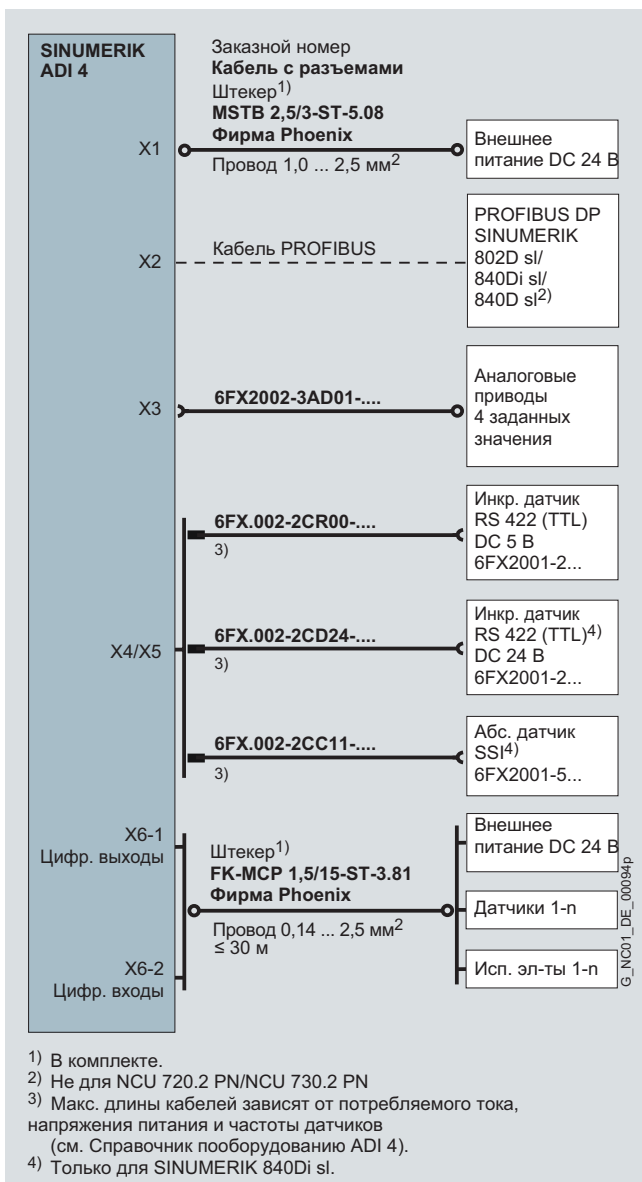 SINUMERIK
ADI 4
Заказной номер
Кабель с разъемами
Штекер1)
MSTB 2,5/3-ST-5.08
Фирма Phoenix
X1
Провод 1,0 ... 2,5 мм2
Внешнее
питание DC 24 В
X2
Кабель PROFIBUS
PROFIBUS DP
SINUMERIK
802D sl/
840Di sl/
840D sl2)
X3
6FX2002-3AD01-....
Аналоговые
приводы
4 заданных
значения
6FX.002-2CR00-....
3)
Инкр. датчик
RS 422 (TTL)
DC 5 В
6FX2001-2...
X4/X5
6FX.002-2CD24-....
3)
Инкр. датчик
RS 422 (TTL)4)
DC 24 В
6FX2001-2...
6FX.002-2CC11-....
3)
Абс. датчик
SSI4)
6FX2001-5...
X6-1
Цифр. выходы
Штекер1)
FK-MCP 1,5/15-ST-3.81
Фирма Phoenix
Провод 0,14 ... 2,5 мм2
≤ 30 м
X6-2
Цифр. входы
Внешнее
питание DC 24 В
Датчики 1-n
Исп. эл-ты 1-n
G_NC01_DE_00094p
1) В комплекте.
2) Не для NCU 720.2 PN/NCU 730.2 PN
3) Макс. длины кабелей зависят от потребляемого тока,
напряжения питания и частоты датчиков
(см. Справочник пооборудованию ADI 4).
4) Только для SINUMERIK 840Di sl.